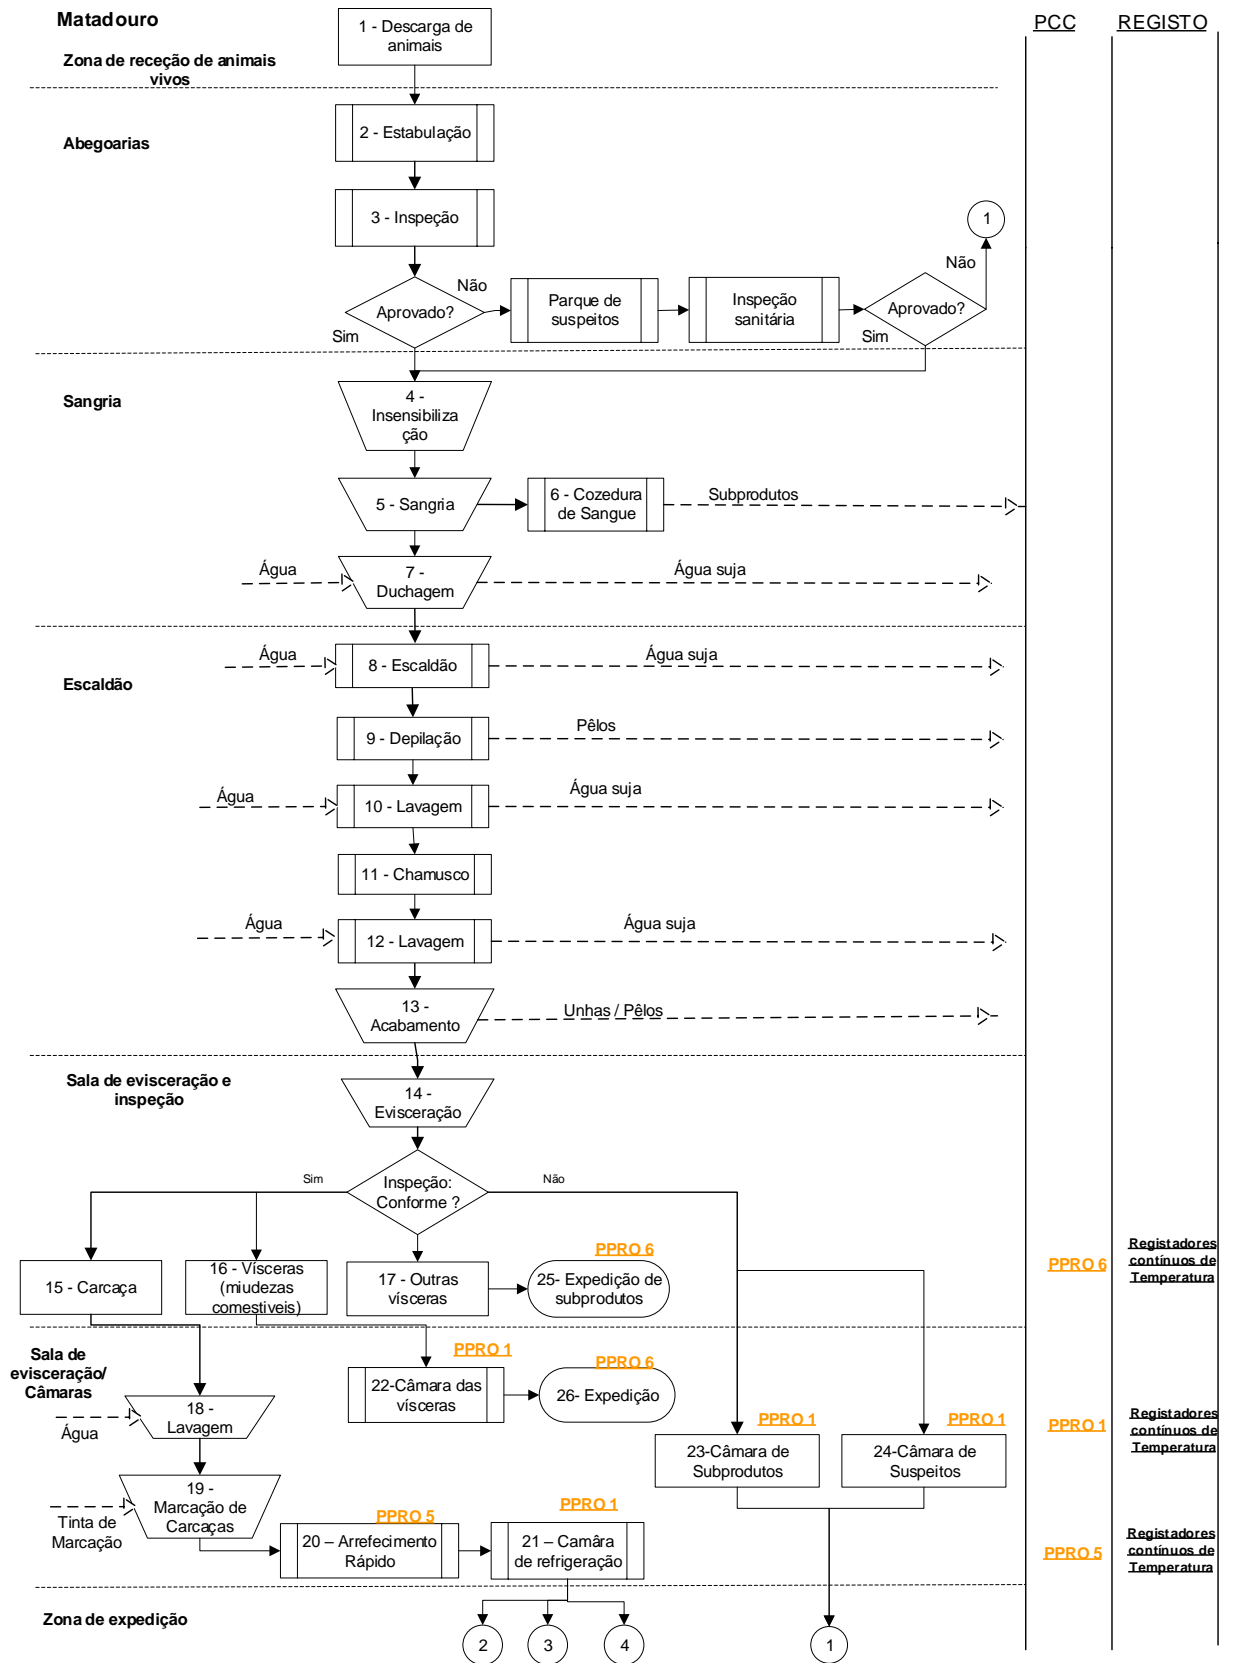 Matadouro
1 - Descarga de
animais
PCC
REGISTO
Zona de receção de animais
vivos
Abegoarias
2 - Estabulação
3 - Inspeção
1
Não
Não
Aprovado?
Parque de
suspeitos
Inspeção
sanitária
Aprovado?
Sim
Sim
Sangria
4 -
Insensibiliza
ção
5 - Sangria
6 - Cozedura
de Sangue
Subprodutos
Água
7 -
Duchagem
Água suja
Escaldão
Água
8 - Escaldão
Água suja
9 - Depilação
Pêlos
Água
10 - Lavagem
Água suja
11 - Chamusco
Água
12 - Lavagem
Água suja
13 -
Acabamento
Unhas / Pêlos
Sala de evisceração e
inspeção
14 -
Evisceração
Sim
Inspeção:
Conforme ?
Não
15 - Carcaça
16 - Vísceras
(miudezas
comestiveis)
17 - Outras
vísceras
PPRO 6
25- Expedição de
subprodutos
PPRO 6
Registadores
contínuos de
Temperatura
Sala de
evisceração/
Câmaras
PPRO 1
22-Câmara das
vísceras
PPRO 6
26- Expedição
18 -
Lavagem
Água
PPRO 1
23-Câmara de
Subprodutos
PPRO 1
24-Câmara de
Suspeitos
PPRO 1
Registadores
contínuos de
Temperatura
19 -
Marcação de
Carcaças
Tinta de
Marcação
PPRO 5
20 – Arrefecimento
Rápido
PPRO 1
21 – Camâra
de refrigeração
PPRO 5
Registadores
contínuos de
Temperatura
Zona de expedição
2
3
4
1